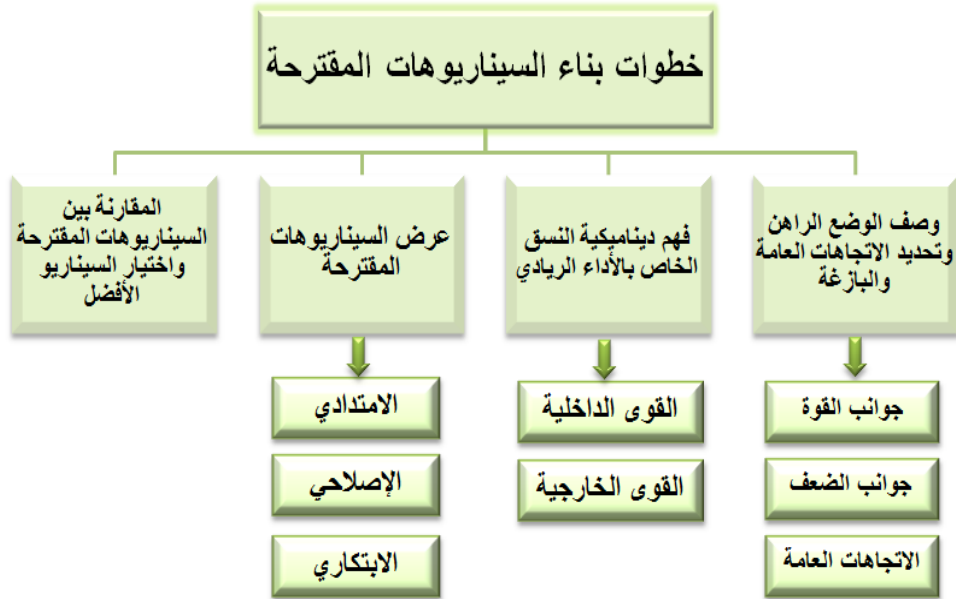 خطوات بناء السيناريوهات المقترحة
وصف الوضع الراهن
وتحديد الاتجاهات العامة
والبازغة
جوانب القوة
جوانب الضعف
الاتجاهات العامة
فهم ديناميكية النسق
الخاص بالأداء الريادي
القوى الداخلية
القوى الخارجية
عرض السيناريوهات
المقترحة
الامتدادي
الإصلاحي
الابتكاري
المقارنة بين
السيناريوهات المقترحة
واختيار السيناريو
الأفضل